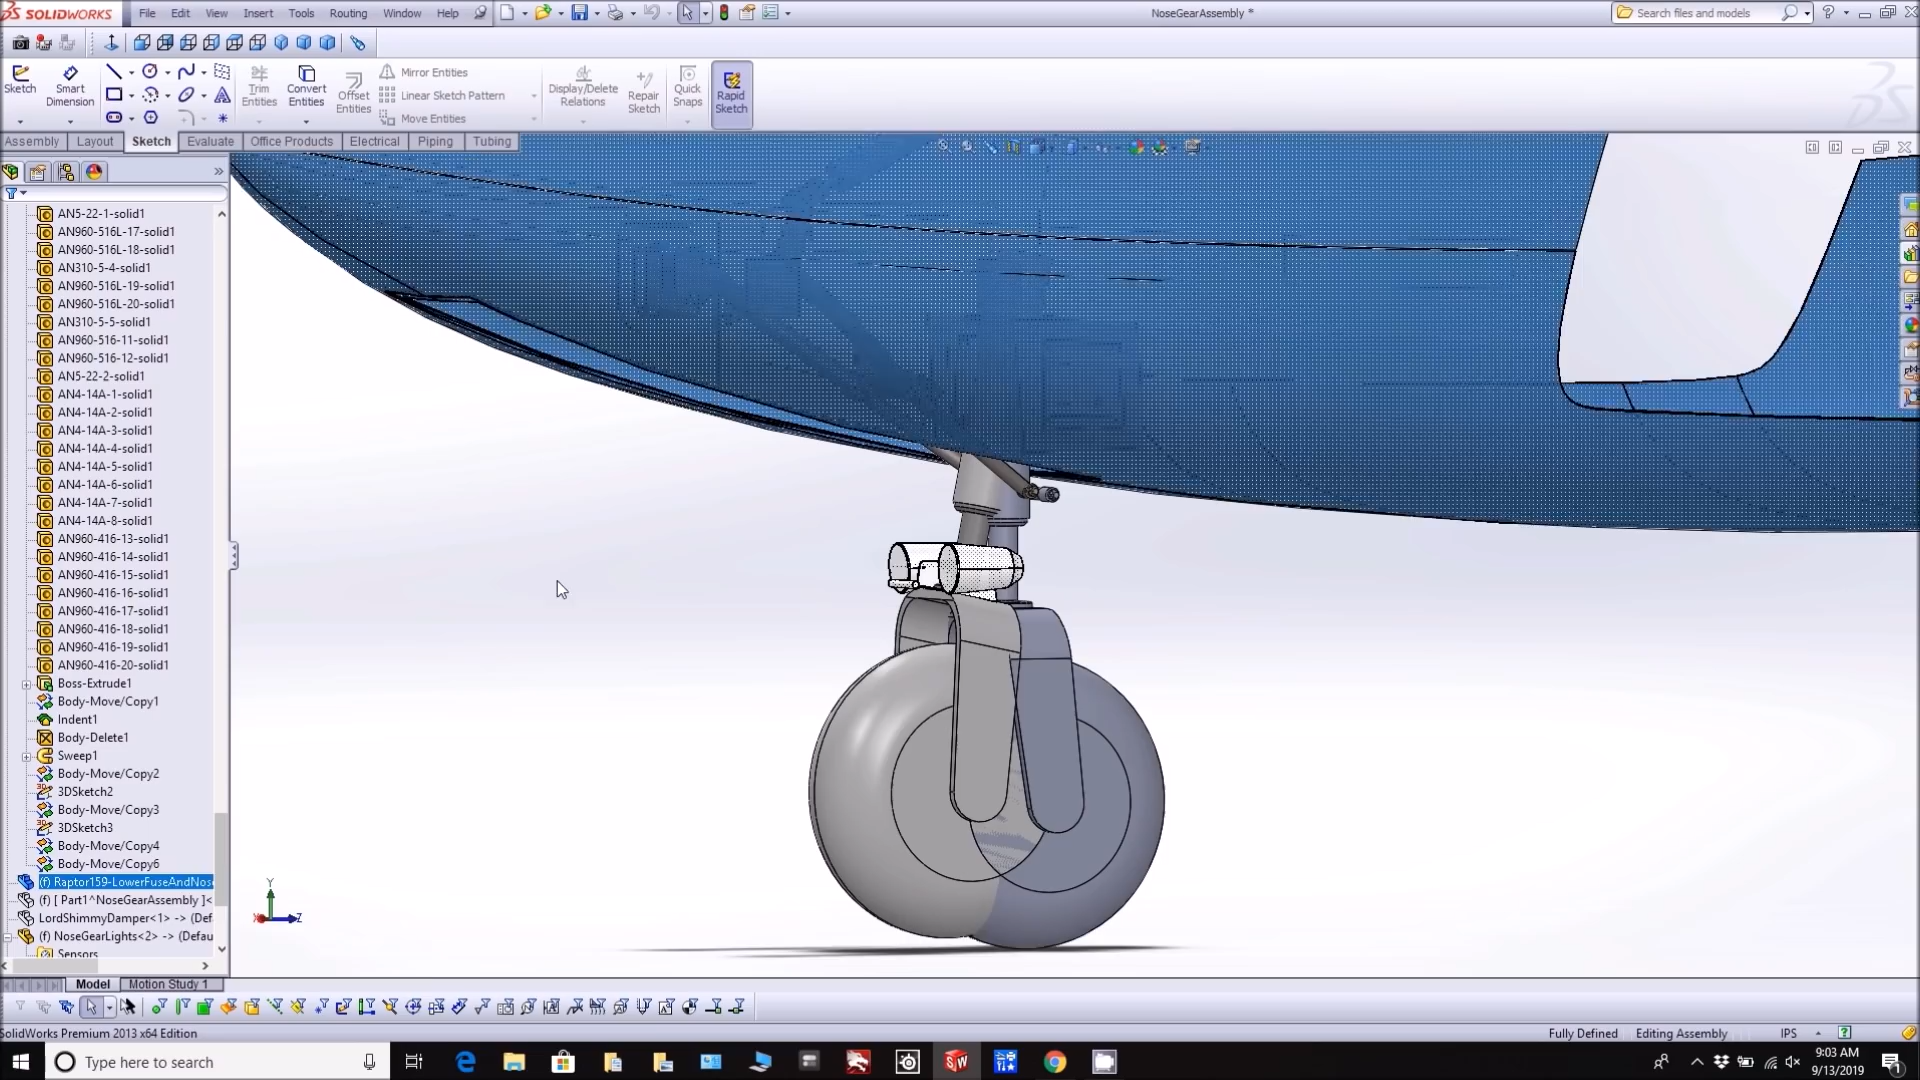 SOLIDWORKS File Edit View Insert Tools Routing Window Help NoseGearAssembly * Search files and models
Sketch Smart Dimension Trim Entities Convert Entities Offset Entities Mirror Entities Linear Sketch Pattern Move Entities Display/Delete Relations Repair Sketch Quick Snaps Rapid Sketch
Assembly Layout Sketch Evaluate Office Products Electrical Piping Tubing
AN5-22-1-solid1
AN960-516L-17-solid1
AN960-516L-18-solid1
AN310-5-4-solid1
AN960-516L-19-solid1
AN960-516L-20-solid1
AN310-5-5-solid1
AN960-516-11-solid1
AN960-516-12-solid1
AN5-22-2-solid1
AN4-14A-1-solid1
AN4-14A-2-solid1
AN4-14A-3-solid1
AN4-14A-4-solid1
AN4-14A-5-solid1
AN4-14A-6-solid1
AN4-14A-7-solid1
AN4-14A-8-solid1
AN960-416-13-solid1
AN960-416-14-solid1
AN960-416-15-solid1
AN960-416-16-solid1
AN960-416-17-solid1
AN960-416-18-solid1
AN960-416-19-solid1
AN960-416-20-solid1
Boss-Extrude1
Body-Move/Copy1
Indent1
Body-Delete1
Sweep1
Body-Move/Copy2
3DSketch2
Body-Move/Copy3
3DSketch3
Body-Move/Copy4
Body-Move/Copy6
(f) Raptor159-LowerFuseAndNose
(f) [ Part1^NoseGearAssembly ]<
LordShimmyDamper<1> -> (Def
(f) NoseGearLights<2> -> (Defau
Sensors
Y
X Z
Model Motion Study 1
SolidWorks Premium 2013 x64 Edition Fully Defined Editing Assembly IPS
Type here to search
9:03 AM
9/13/2019